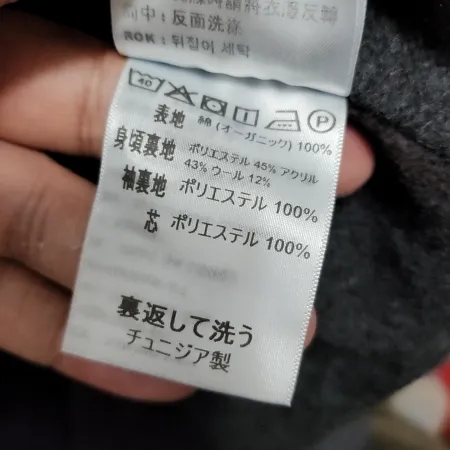 中：反面洗滌
ROK：뒤집어 세탁
40 P
表地 綿 (オーガニック) 100%
身頃裏地 ポリエステル 45% アクリル
43% ウール 12%
袖裏地 ポリエステル 100%
芯 ポリエステル 100%
裏返して洗う
チュニジア製